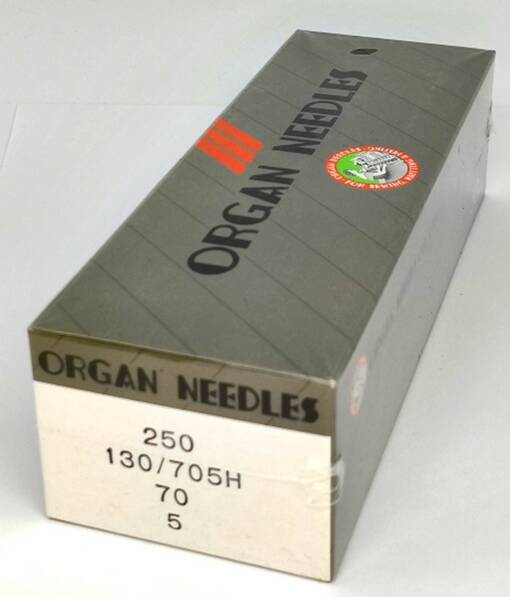 ORGAN NEEDLES
ORGAN NEEDLES
250
130/705H
70
5